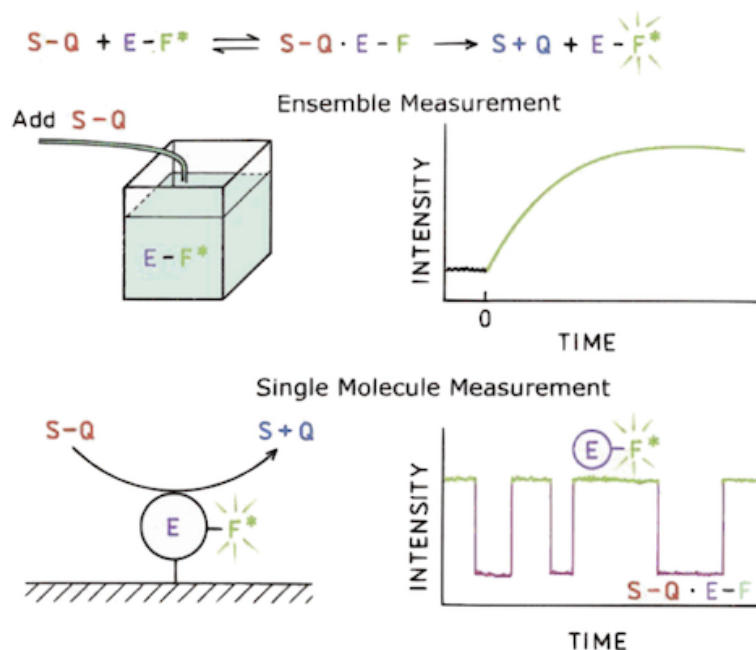 S-Q + E-F* ⇌ S-Q · E-F → S+Q + E-F*
Ensemble Measurement
Add S-Q
E-F*
INTENSITY
0
TIME
Single Molecule Measurement
S-Q
S+Q
E
F*
INTENSITY
E
F*
S-Q · E-F
TIME